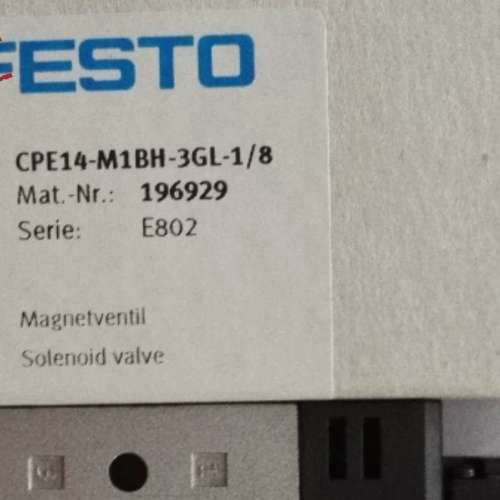 FESTO
CPE14-M1BH-3GL-1/8
Mat.-Nr.: 196929
Serie: E802
Magnetventil
Solenoid valve